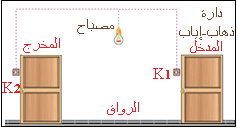 دارة
ذهاب-إياب
المدخل
مصباح
المخرج
K1
K2
الرواق